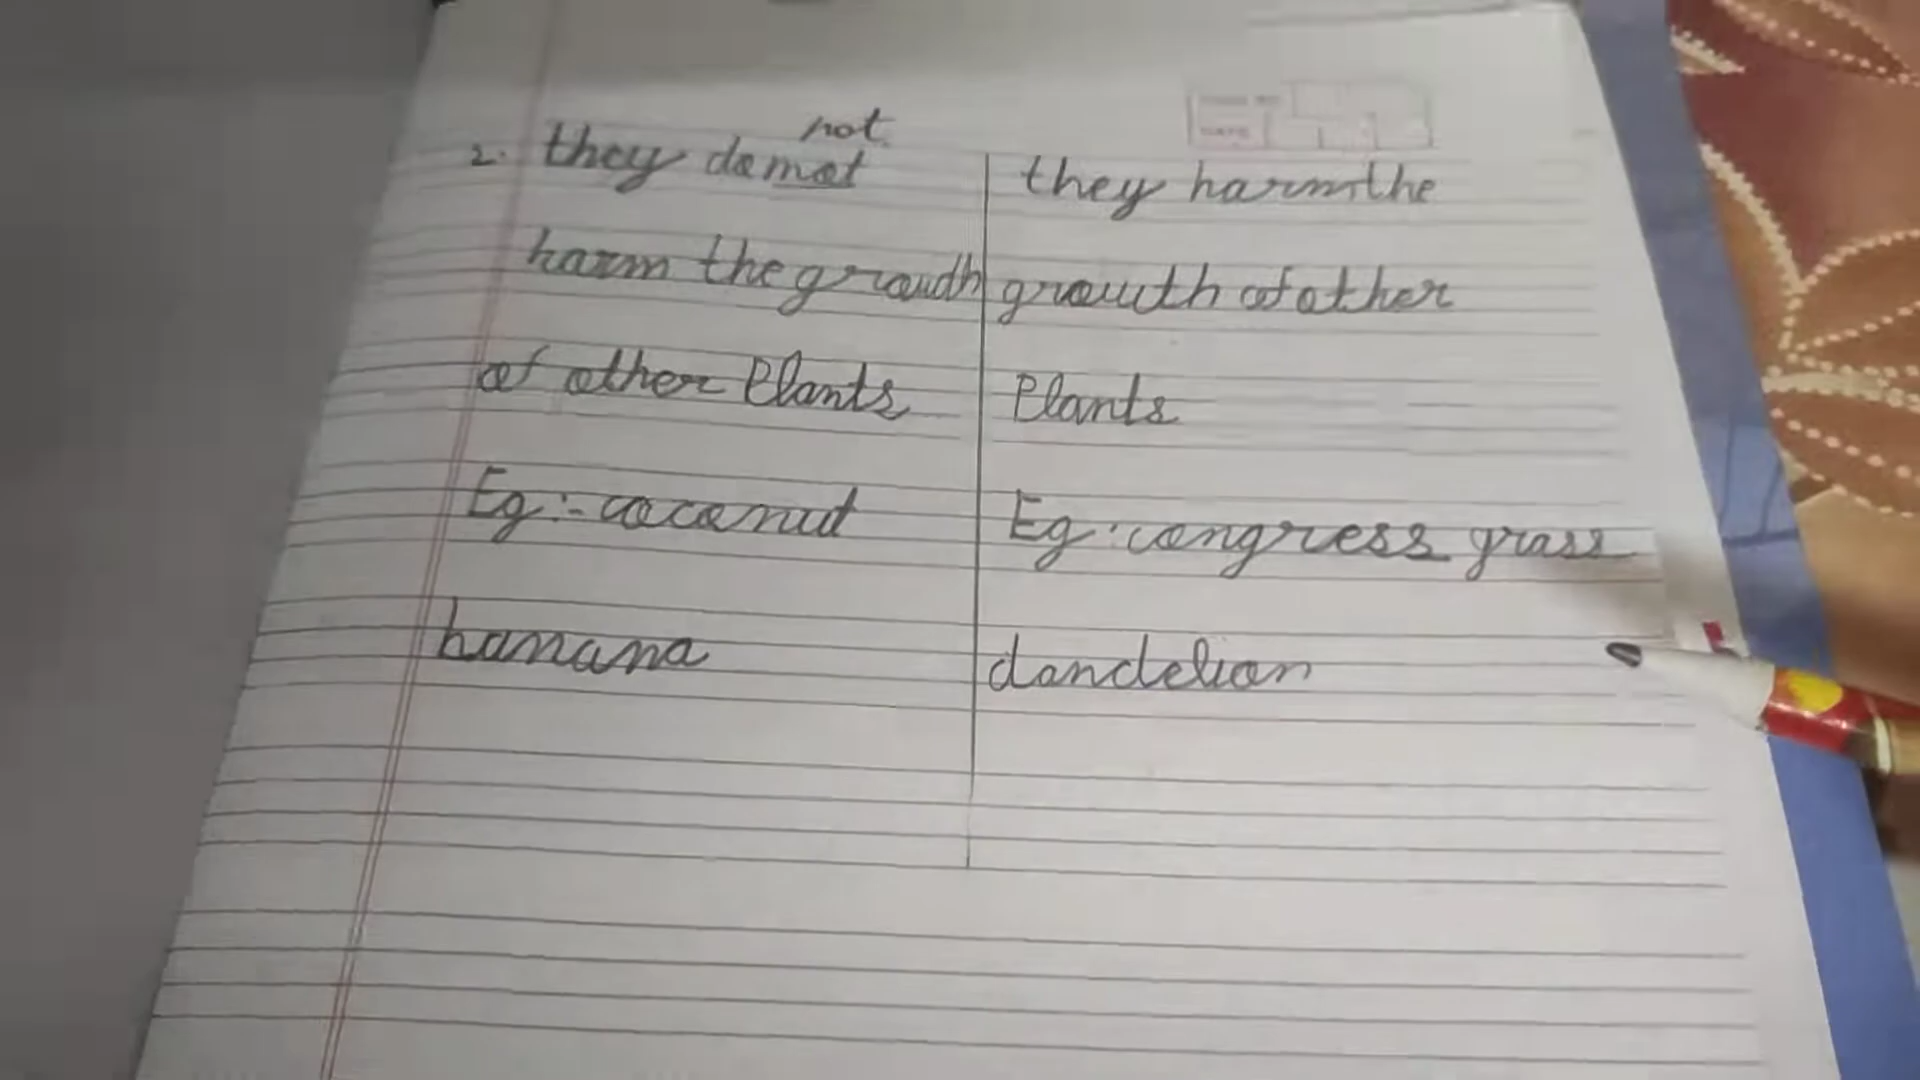 not
2. they do not
harm the growth
of other Plants
Eg :- coconut
banana
they harm the
growth of other
Plants
Eg : congress grass
dandelion